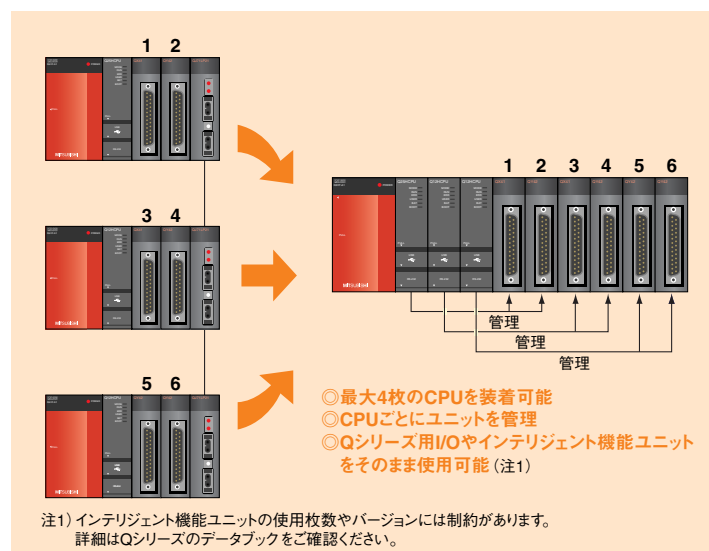 1 2
MITSUBISHI
3 4
MITSUBISHI
5 6
MITSUBISHI
1 2 3 4 5 6
MITSUBISHI
管理
管理
管理
◎最大4枚のCPUを装着可能
◎CPUごとにユニットを管理
◎Qシリーズ用I/Oやインテリジェント機能ユニット
をそのまま使用可能（注1）
注1）インテリジェント機能ユニットの使用枚数やバージョンには制約があります。
詳細はQシリーズのデータブックをご確認ください。